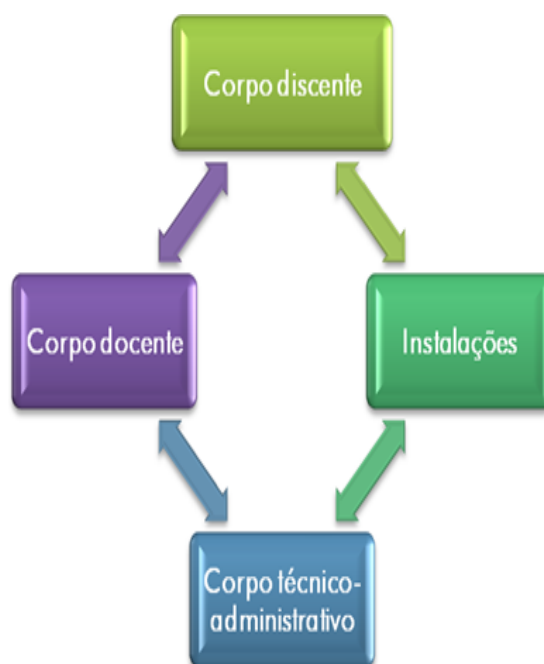 Corpo discente
Corpo docente
Instalações
Corpo técnico-
administrativo